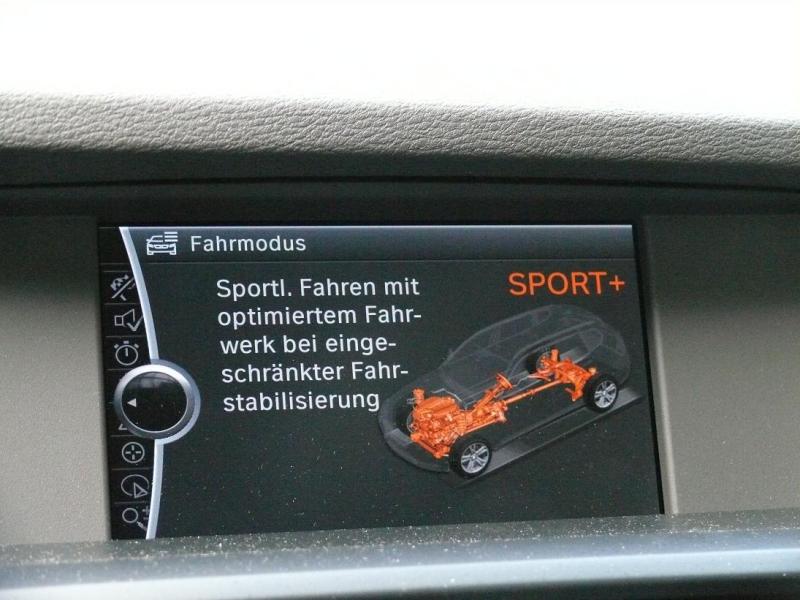 Fahrmodus
SPORT+
Sportl. Fahren mit
optimiertem Fahr-
werk bei einge-
schränkter Fahr-
stabilisierung